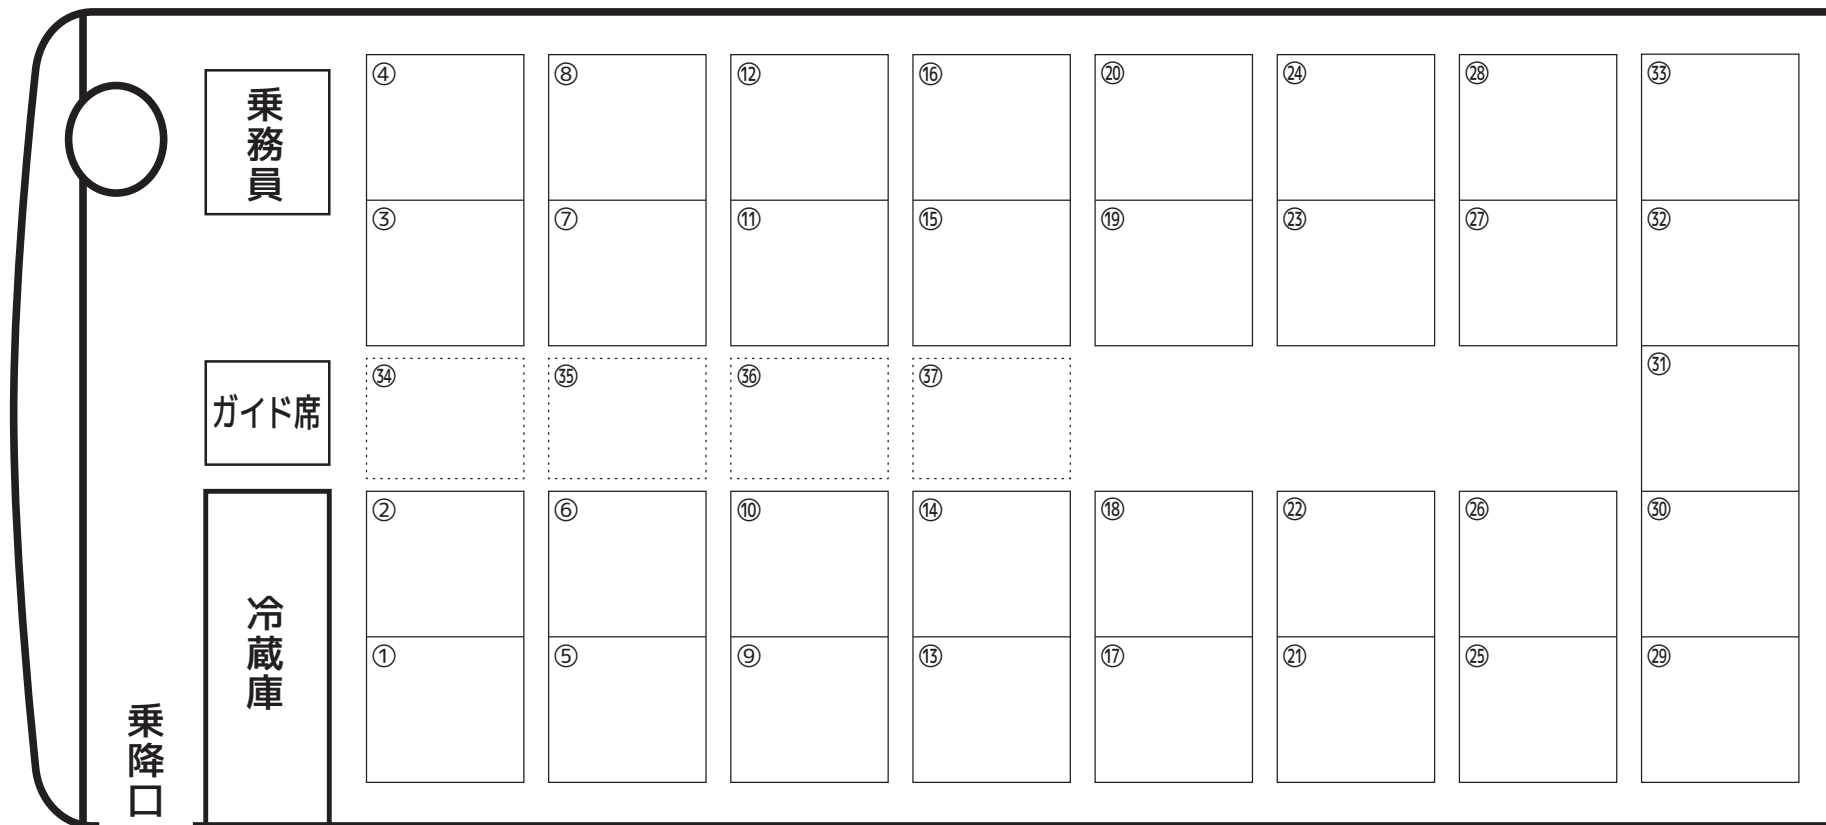 ④ ⑧ ⑫ ⑯ ⑳ ㉔ ㉘ ㉝
乗務員
③ ⑦ ⑪ ⑮ ⑲ ㉓ ㉗ ㉜
ガイド席
㉞ ㉟ ㊱ ㊲ ㉛
② ⑥ ⑩ ⑭ ⑱ ㉒ ㉖ ㉚
冷蔵庫
① ⑤ ⑨ ⑬ ⑰ ㉑ ㉕ ㉙
乗降口